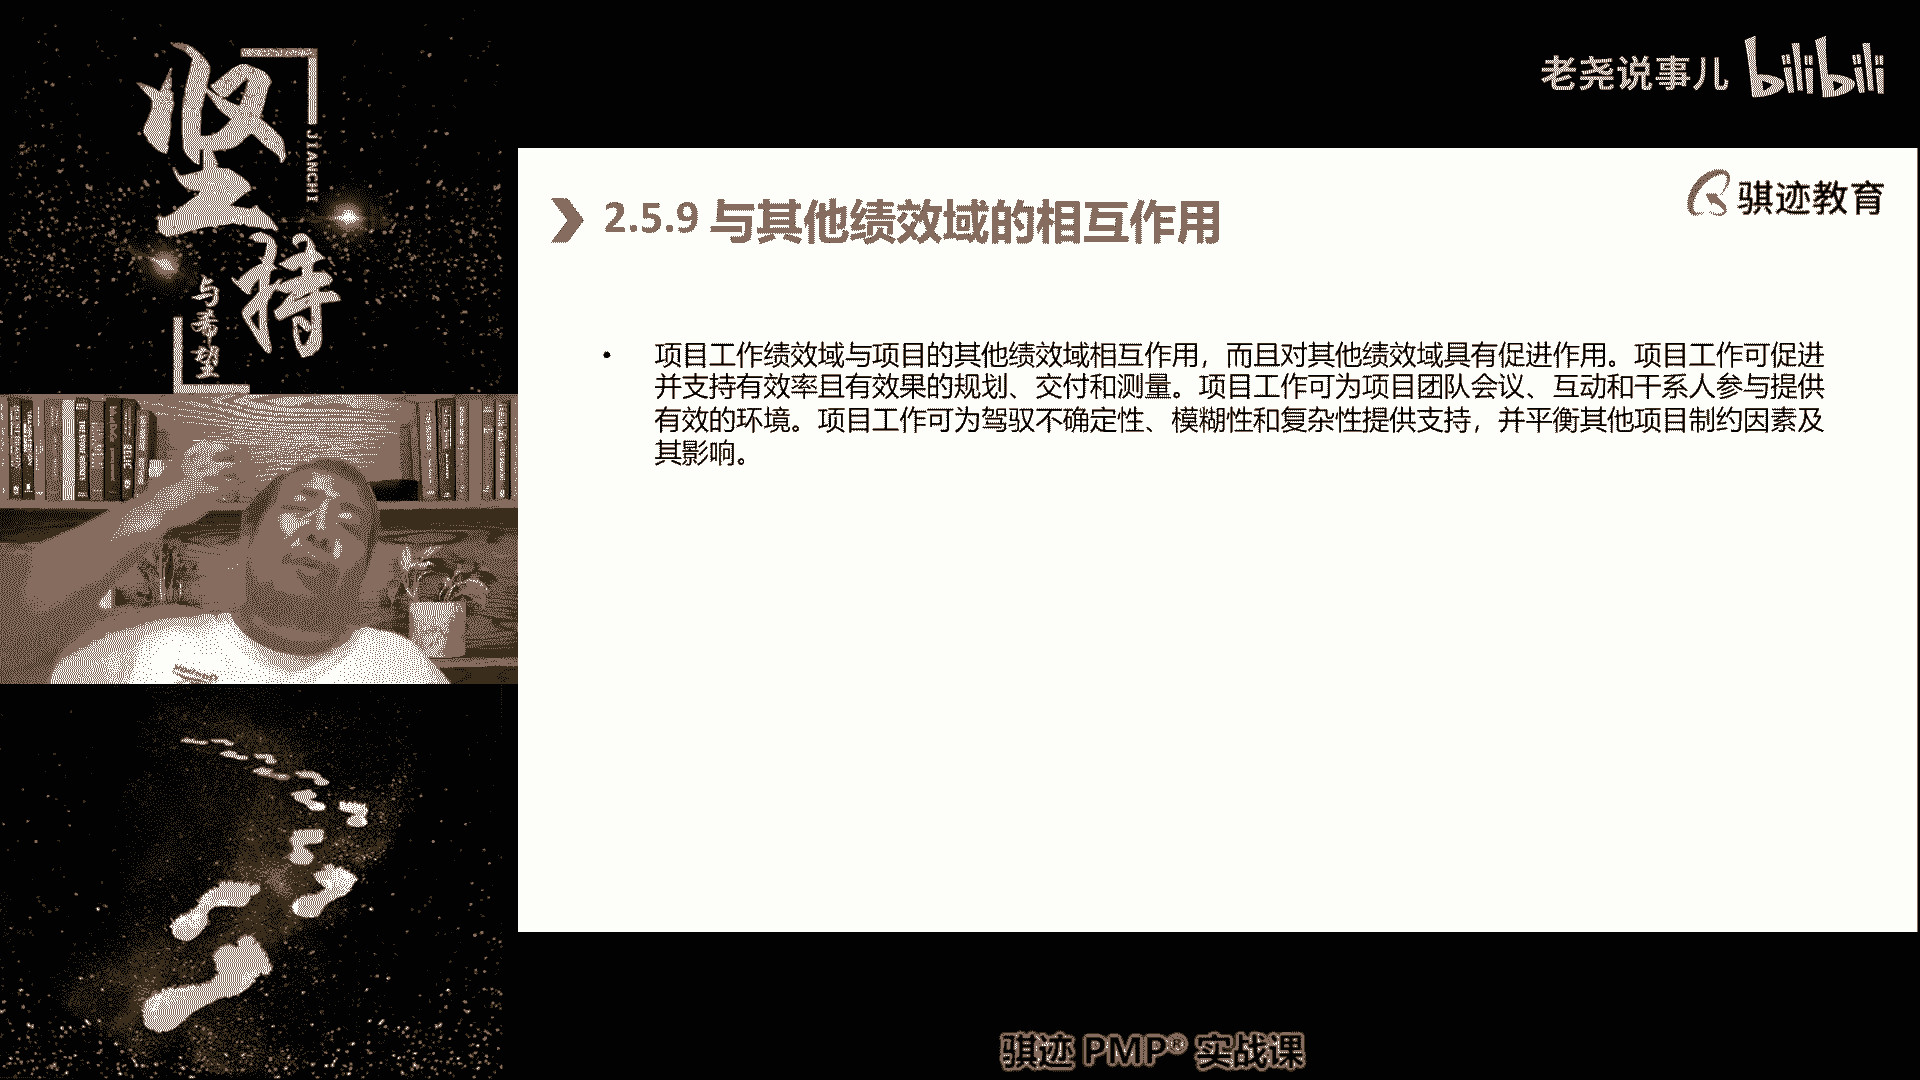 坚持
JIANCHI
与希望
老尧说事儿 bilibili
骐迹教育
2.5.9 与其他绩效域的相互作用
• 项目工作绩效域与项目的其他绩效域相互作用，而且对其他绩效域具有促进作用。项目工作可促进
并支持有效率且有效果的规划、交付和测量。项目工作可为项目团队会议、互动和干系人参与提供
有效的环境。项目工作可为驾驭不确定性、模糊性和复杂性提供支持，并平衡其他项目制约因素及
其影响。
骐迹 PMP® 实战课